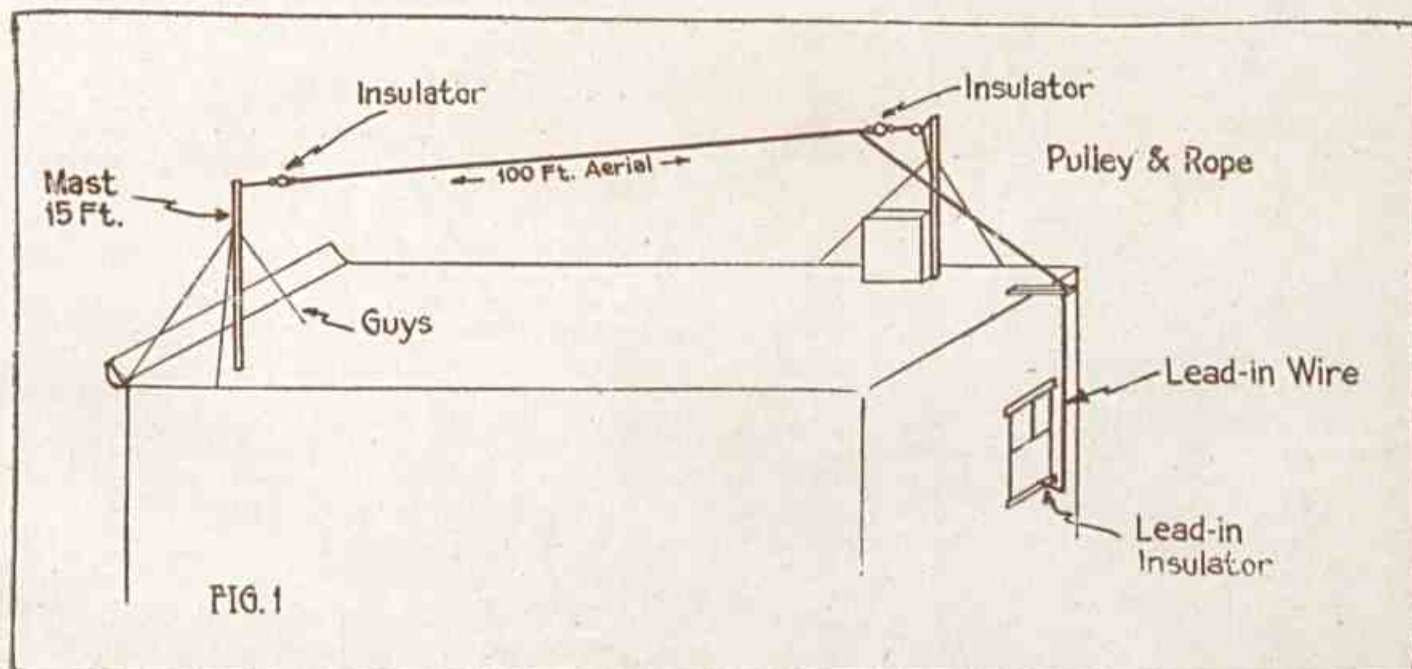 Insulator
Insulator
← 100 Ft. Aerial →
Pulley & Rope
Mast
15 Ft.
Guys
Lead-in Wire
Lead-in
Insulator
FIG. 1